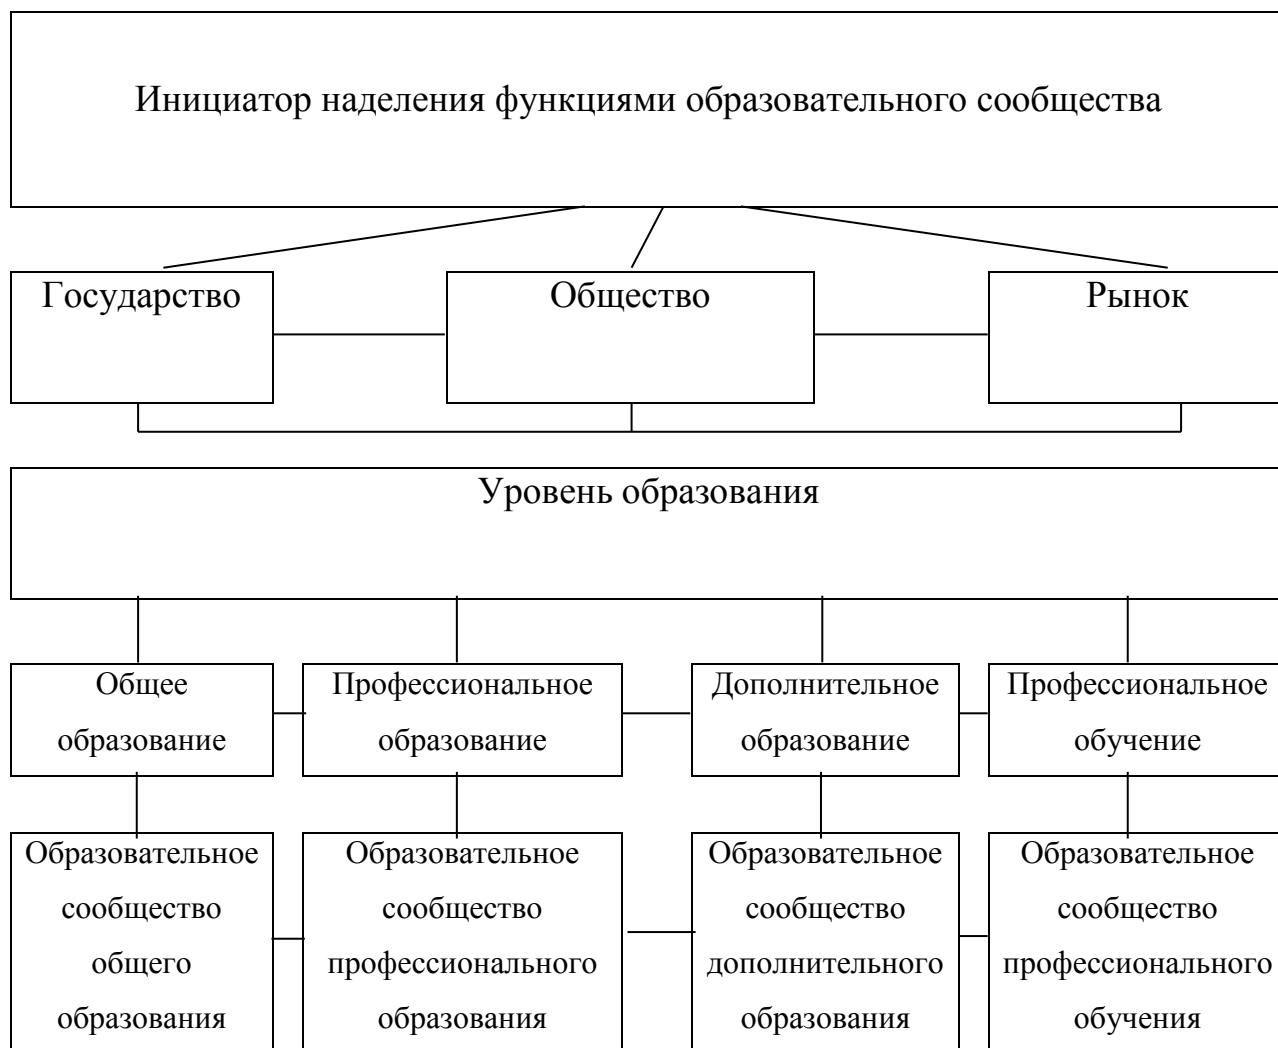 Инициатор наделения функциями образовательного сообщества
Государство
Общество
Рынок
Уровень образования
Общее
образование
Профессиональное
образование
Дополнительное
образование
Профессиональное
обучение
Образовательное
сообщество
общего
образования
Образовательное
сообщество
профессионального
образования
Образовательное
сообщество
дополнительного
образования
Образовательное
сообщество
профессионального
обучения